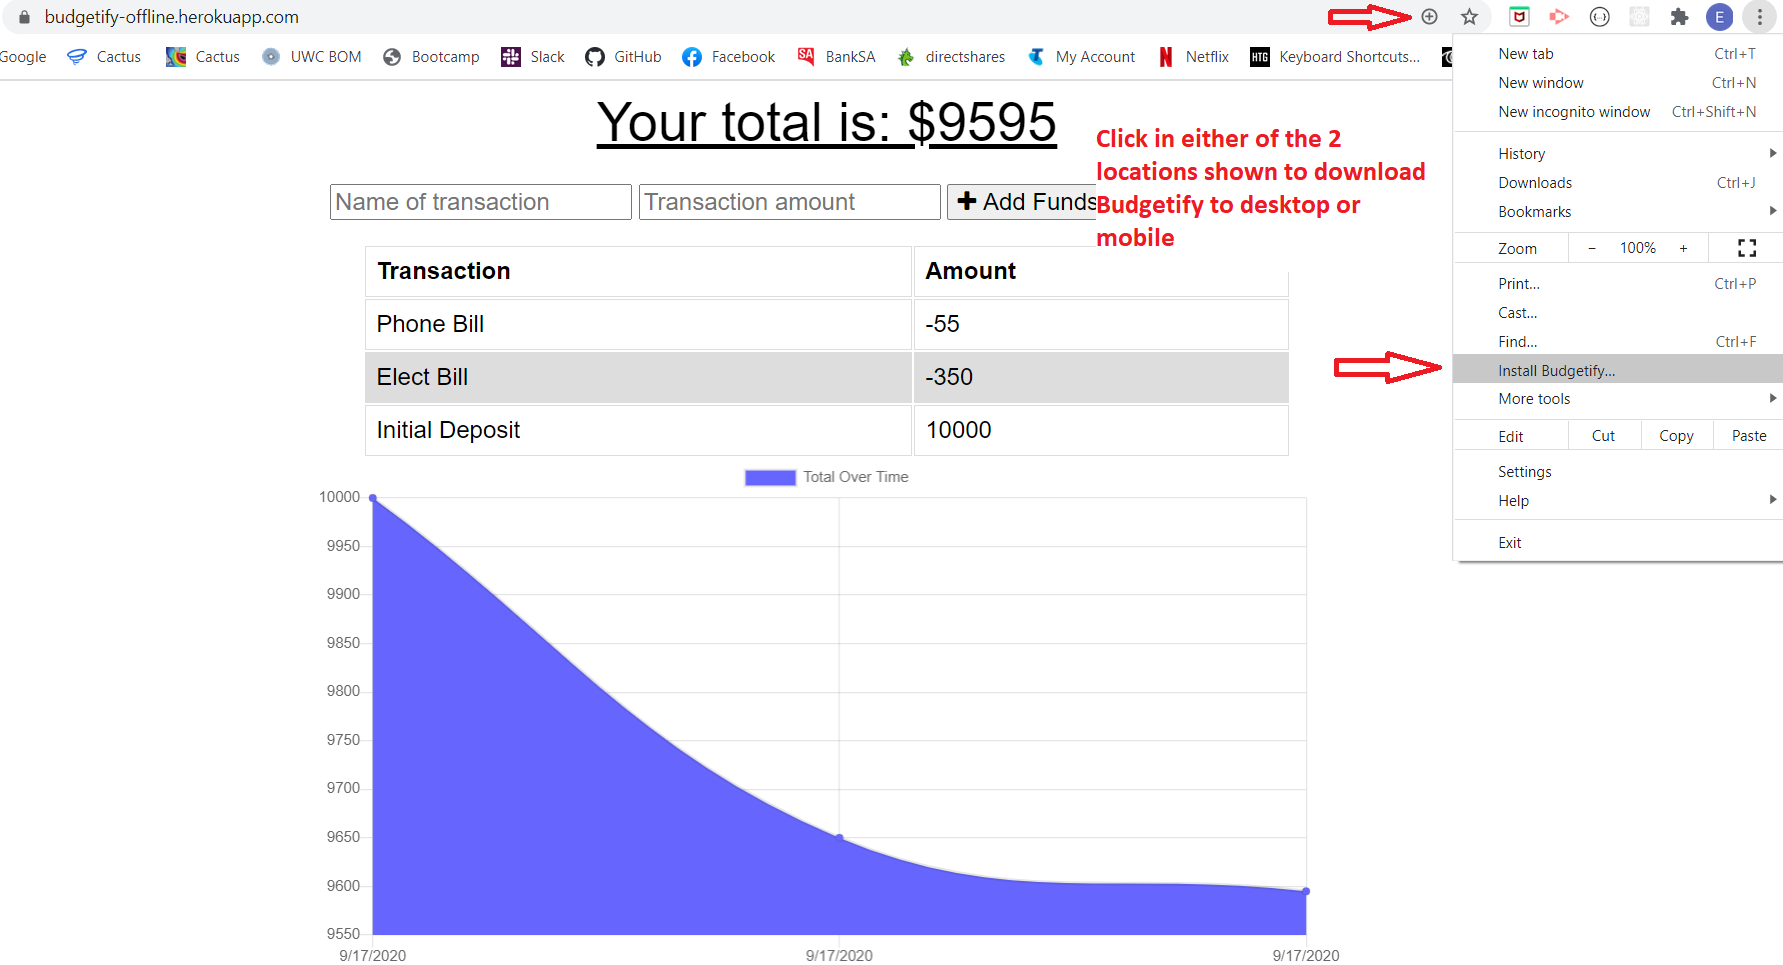 budgetify-offline.herokuapp.com
E
Google Cactus Cactus UWC BOM Bootcamp Slack GitHub Facebook SA BankSA directshares My Account N Netflix HTG Keyboard Shortcuts...
Your total is: $9595
Click in either of the 2
locations shown to download
Budgetify to desktop or
mobile
Name of transaction Transaction amount Add Funds
Transaction Amount
Phone Bill -55
Elect Bill -350
Initial Deposit 10000
Total Over Time
10000
9950
9900
9850
9800
9750
9700
9650
9600
9550
9/17/2020 9/17/2020 9/17/2020
New tab Ctrl+T
New window Ctrl+N
New incognito window Ctrl+Shift+N
History
Downloads Ctrl+J
Bookmarks
Zoom − 100% +
Print... Ctrl+P
Cast...
Find... Ctrl+F
Install Budgetify...
More tools
Edit Cut Copy Paste
Settings
Help
Exit